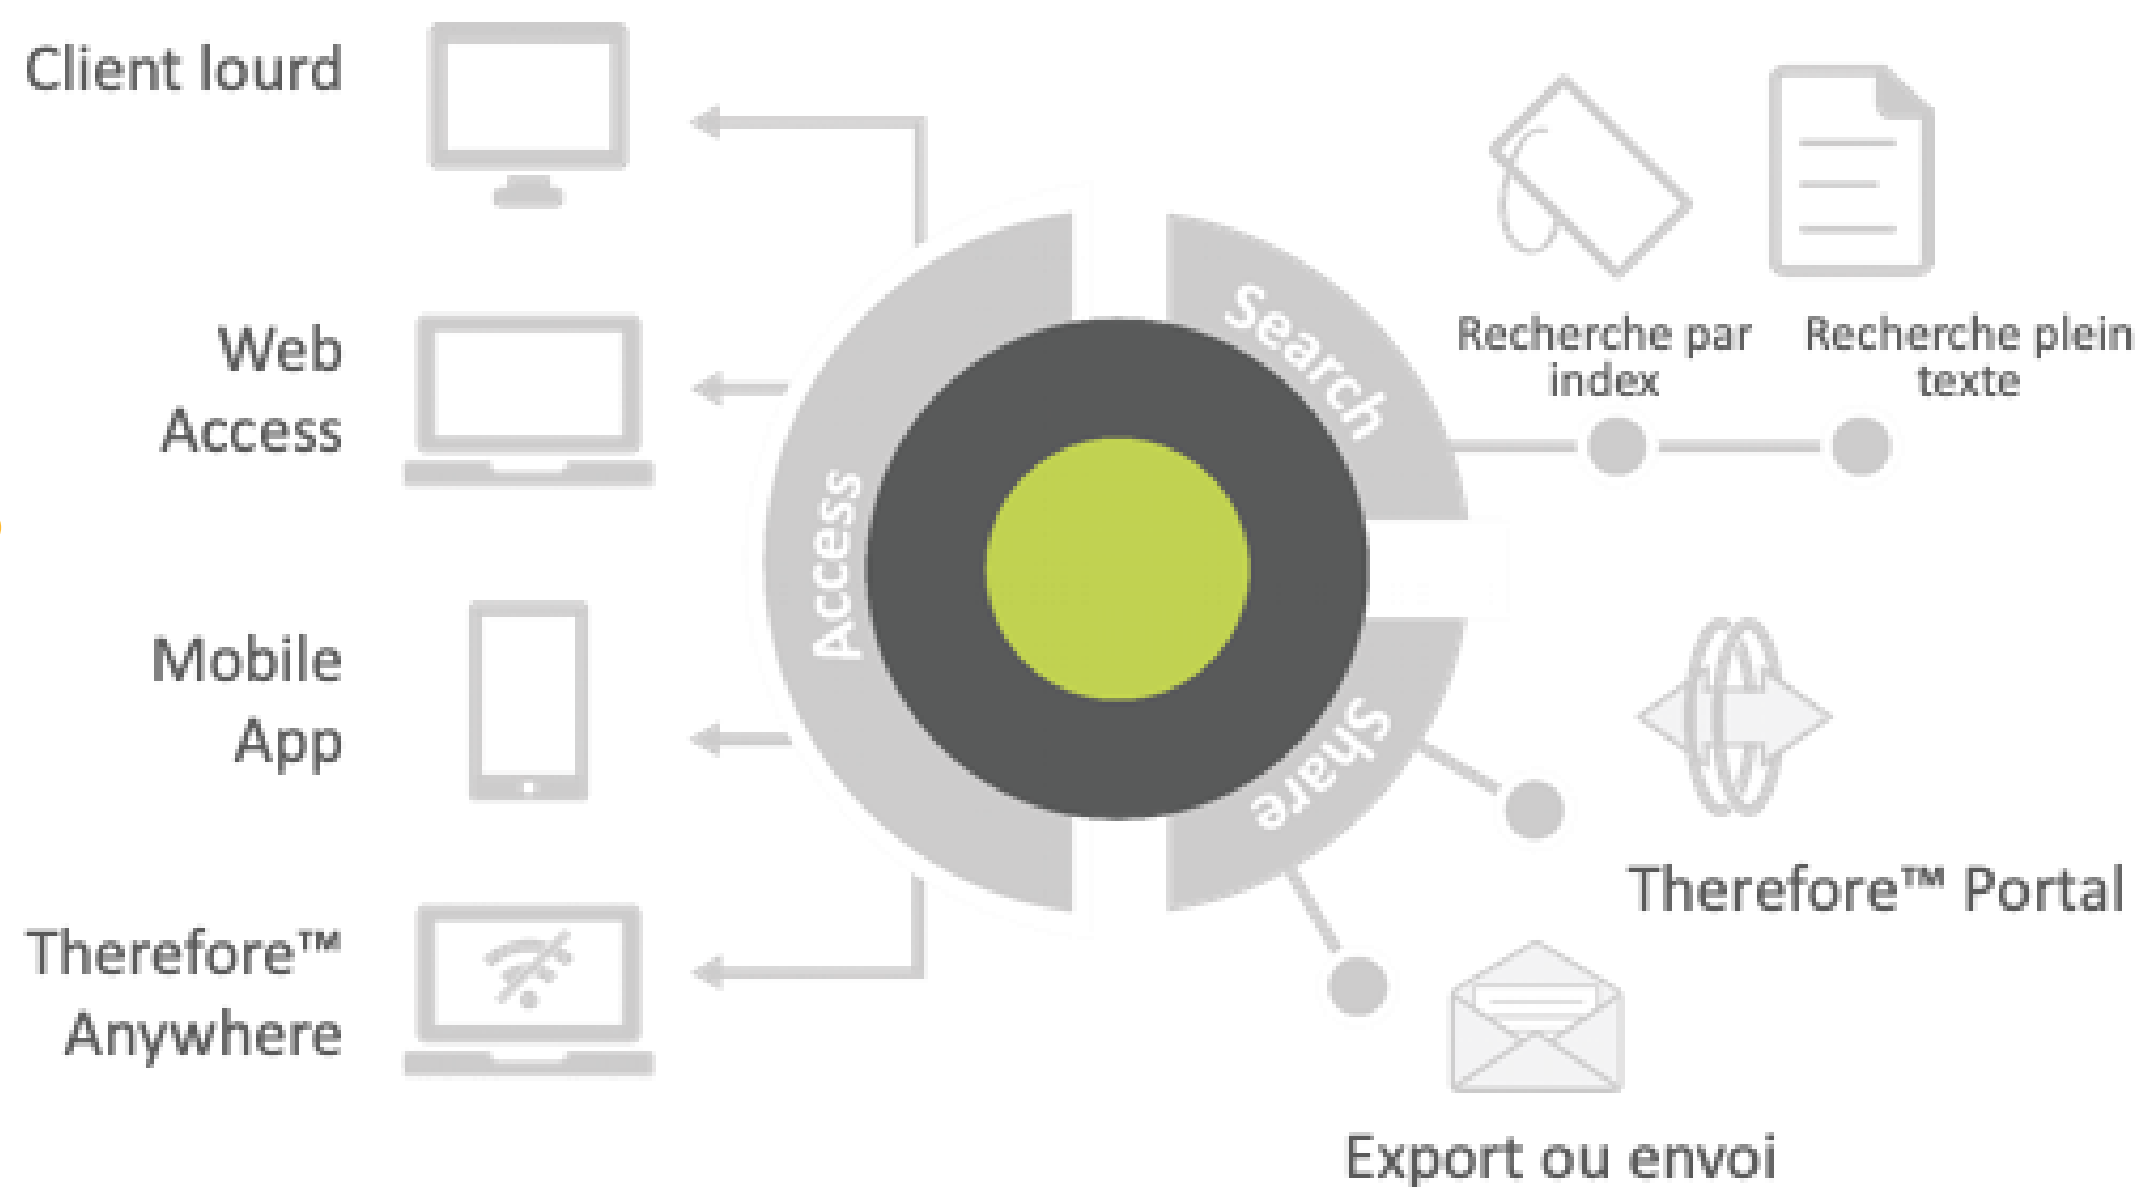 Client lourd
Web
Access
Mobile
App
Therefore™
Anywhere
Access
Search
Share
Recherche par
index
Recherche plein
texte
Therefore™ Portal
Export ou envoi